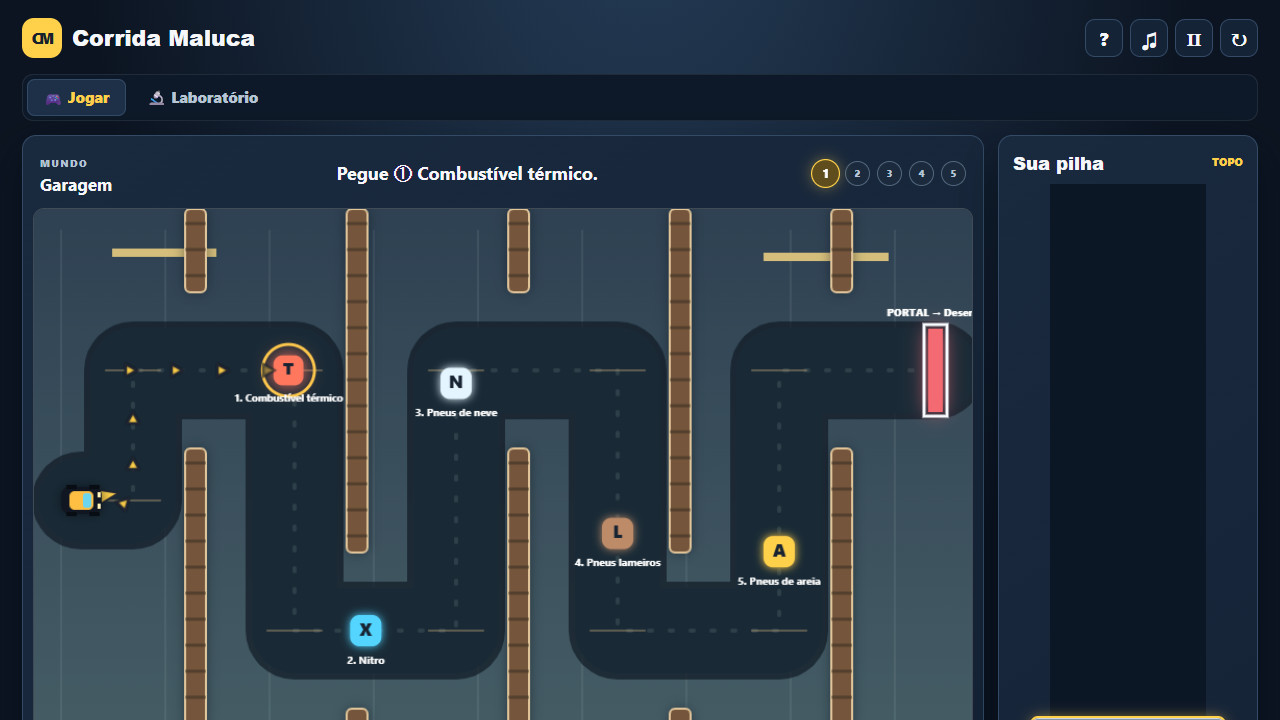 CM Corrida Maluca
? ♫ II ↻
🎮 Jogar 🔬 Laboratório
MUNDO
Garagem
Pegue ① Combustível térmico.
1 2 3 4 5
Sua pilha TOPO
PORTAL → Deser
T
1. Combustível térmico
N
3. Pneus de neve
L
4. Pneus lameiros
A
5. Pneus de areia
X
2. Nitro